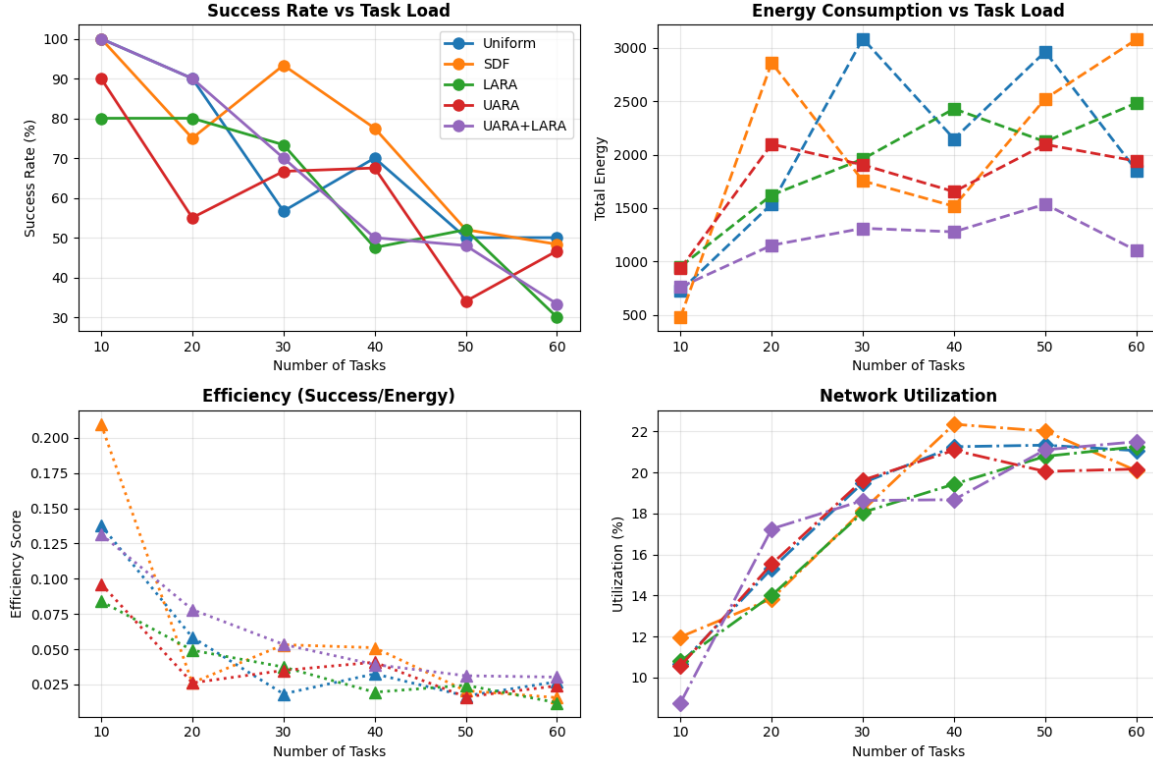 Success Rate vs Task Load
100
90
80
70
60
50
40
30
Success Rate (%)
10 20 30 40 50 60
Number of Tasks
Uniform
SDF
LARA
UARA
UARA+LARA
Energy Consumption vs Task Load
3000
2500
2000
1500
1000
500
Total Energy
10 20 30 40 50 60
Number of Tasks
Efficiency (Success/Energy)
0.200
0.175
0.150
0.125
0.100
0.075
0.050
0.025
Efficiency Score
10 20 30 40 50 60
Number of Tasks
Network Utilization
22
20
18
16
14
12
10
Utilization (%)
10 20 30 40 50 60
Number of Tasks